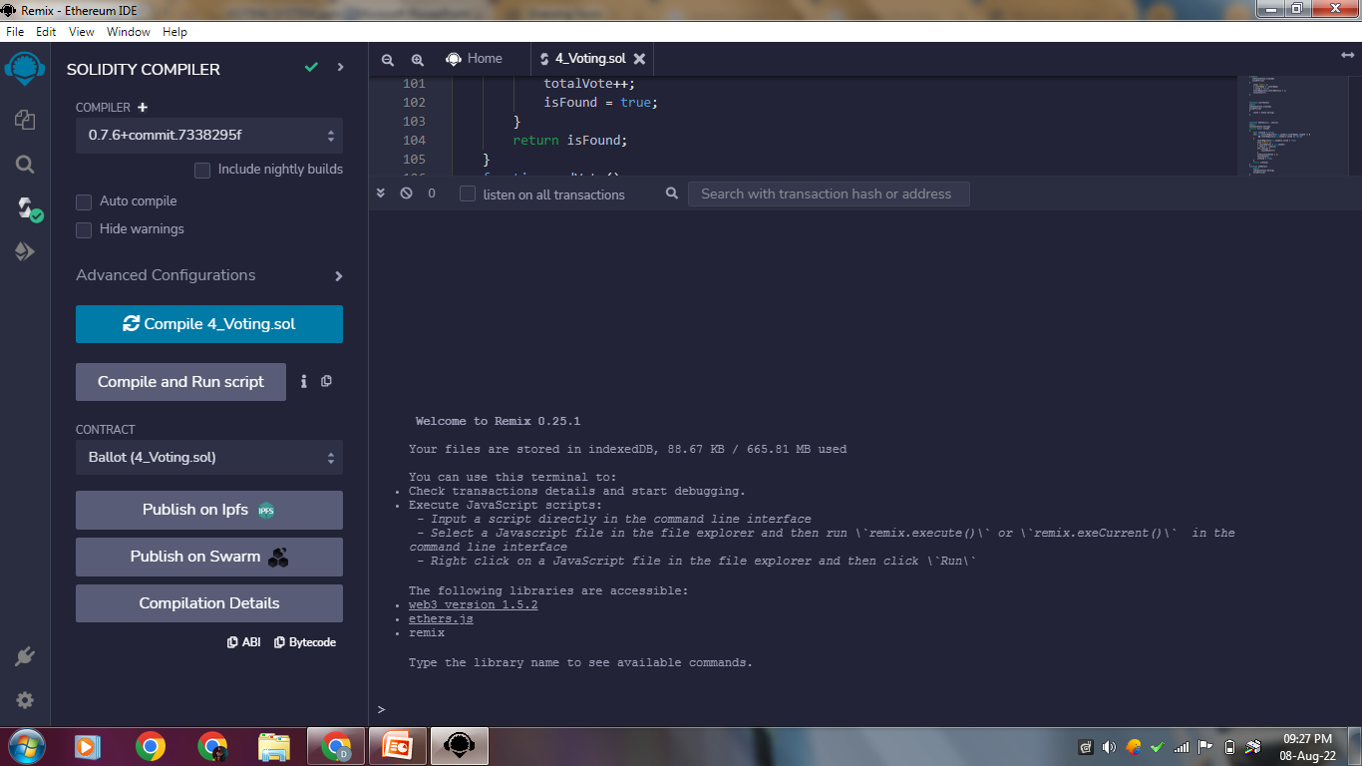 Remix - Ethereum IDE
File Edit View Window Help
SOLIDITY COMPILER
COMPILER
0.7.6+commit.7338295f
Include nightly builds
Auto compile
Hide warnings
Advanced Configurations
Compile 4_Voting.sol
Compile and Run script
CONTRACT
Ballot (4_Voting.sol)
Publish on Ipfs IPFS
Publish on Swarm
Compilation Details
ABI Bytecode
Home 4_Voting.sol
101 totalVote++;
102 isFound = true;
103 }
104 return isFound;
105 }
0 listen on all transactions Search with transaction hash or address
Welcome to Remix 0.25.1
Your files are stored in indexedDB, 88.67 KB / 665.81 MB used
You can use this terminal to:
• Check transactions details and start debugging.
• Execute JavaScript scripts:
- Input a script directly in the command line interface
- Select a Javascript file in the file explorer and then run \`remix.execute()\` or \`remix.exeCurrent()\` in the
command line interface
- Right click on a JavaScript file in the file explorer and then click \`Run\`
The following libraries are accessible:
• web3 version 1.5.2
• ethers.js
• remix
Type the library name to see available commands.
>
D
09:27 PM
08-Aug-22